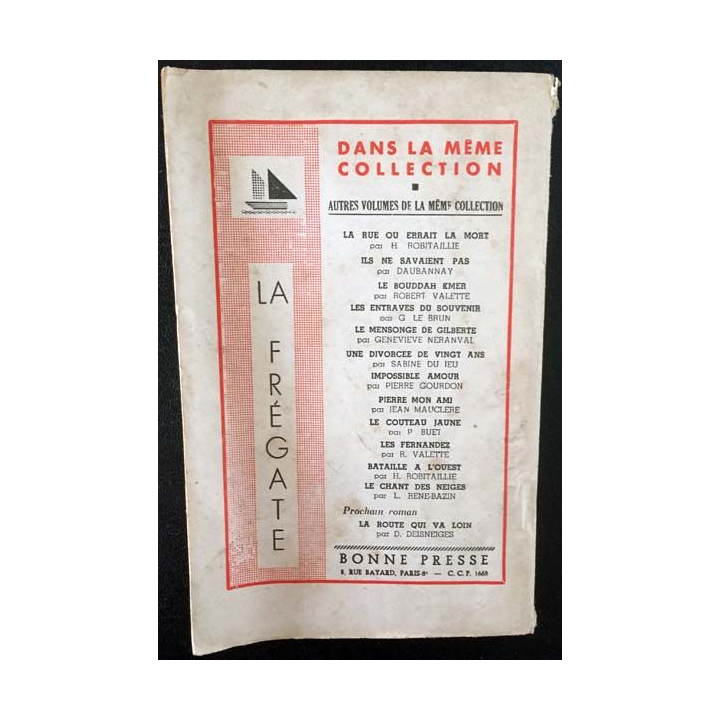 LA FRÉGATE
DANS LA MÊME
COLLECTION
AUTRES VOLUMES DE LA MÊME COLLECTION
LA RUE OU ERRAIT LA MORT
par H. ROBITAILLIE
ILS NE SAVAIENT PAS
par DAUBANNAY
LE BOUDDAH KMER
par ROBERT VALETTE
LES ENTRAVES DU SOUVENIR
par G. LE BRUN
LE MENSONGE DE GILBERTE
par GENEVIEVE NERANVAL
UNE DIVORCEE DE VINGT ANS
par SABINE DU JEU
IMPOSSIBLE AMOUR
par PIERRE GOURDON
PIERRE MON AMI
par JEAN MAUCLERE
LE COUTEAU JAUNE
par P. BUET
LES FERNANDEZ
par R. VALETTE
BATAILLE A L'OUEST
par H. ROBITAILLIE
LE CHANT DES NEIGES
par L. RENE-BAZIN
Prochain roman
LA ROUTE QUI VA LOIN
par D. DEISNEIGES
BONNE PRESSE
5, RUE BAYARD, PARIS-8e — C. C. P. 1668